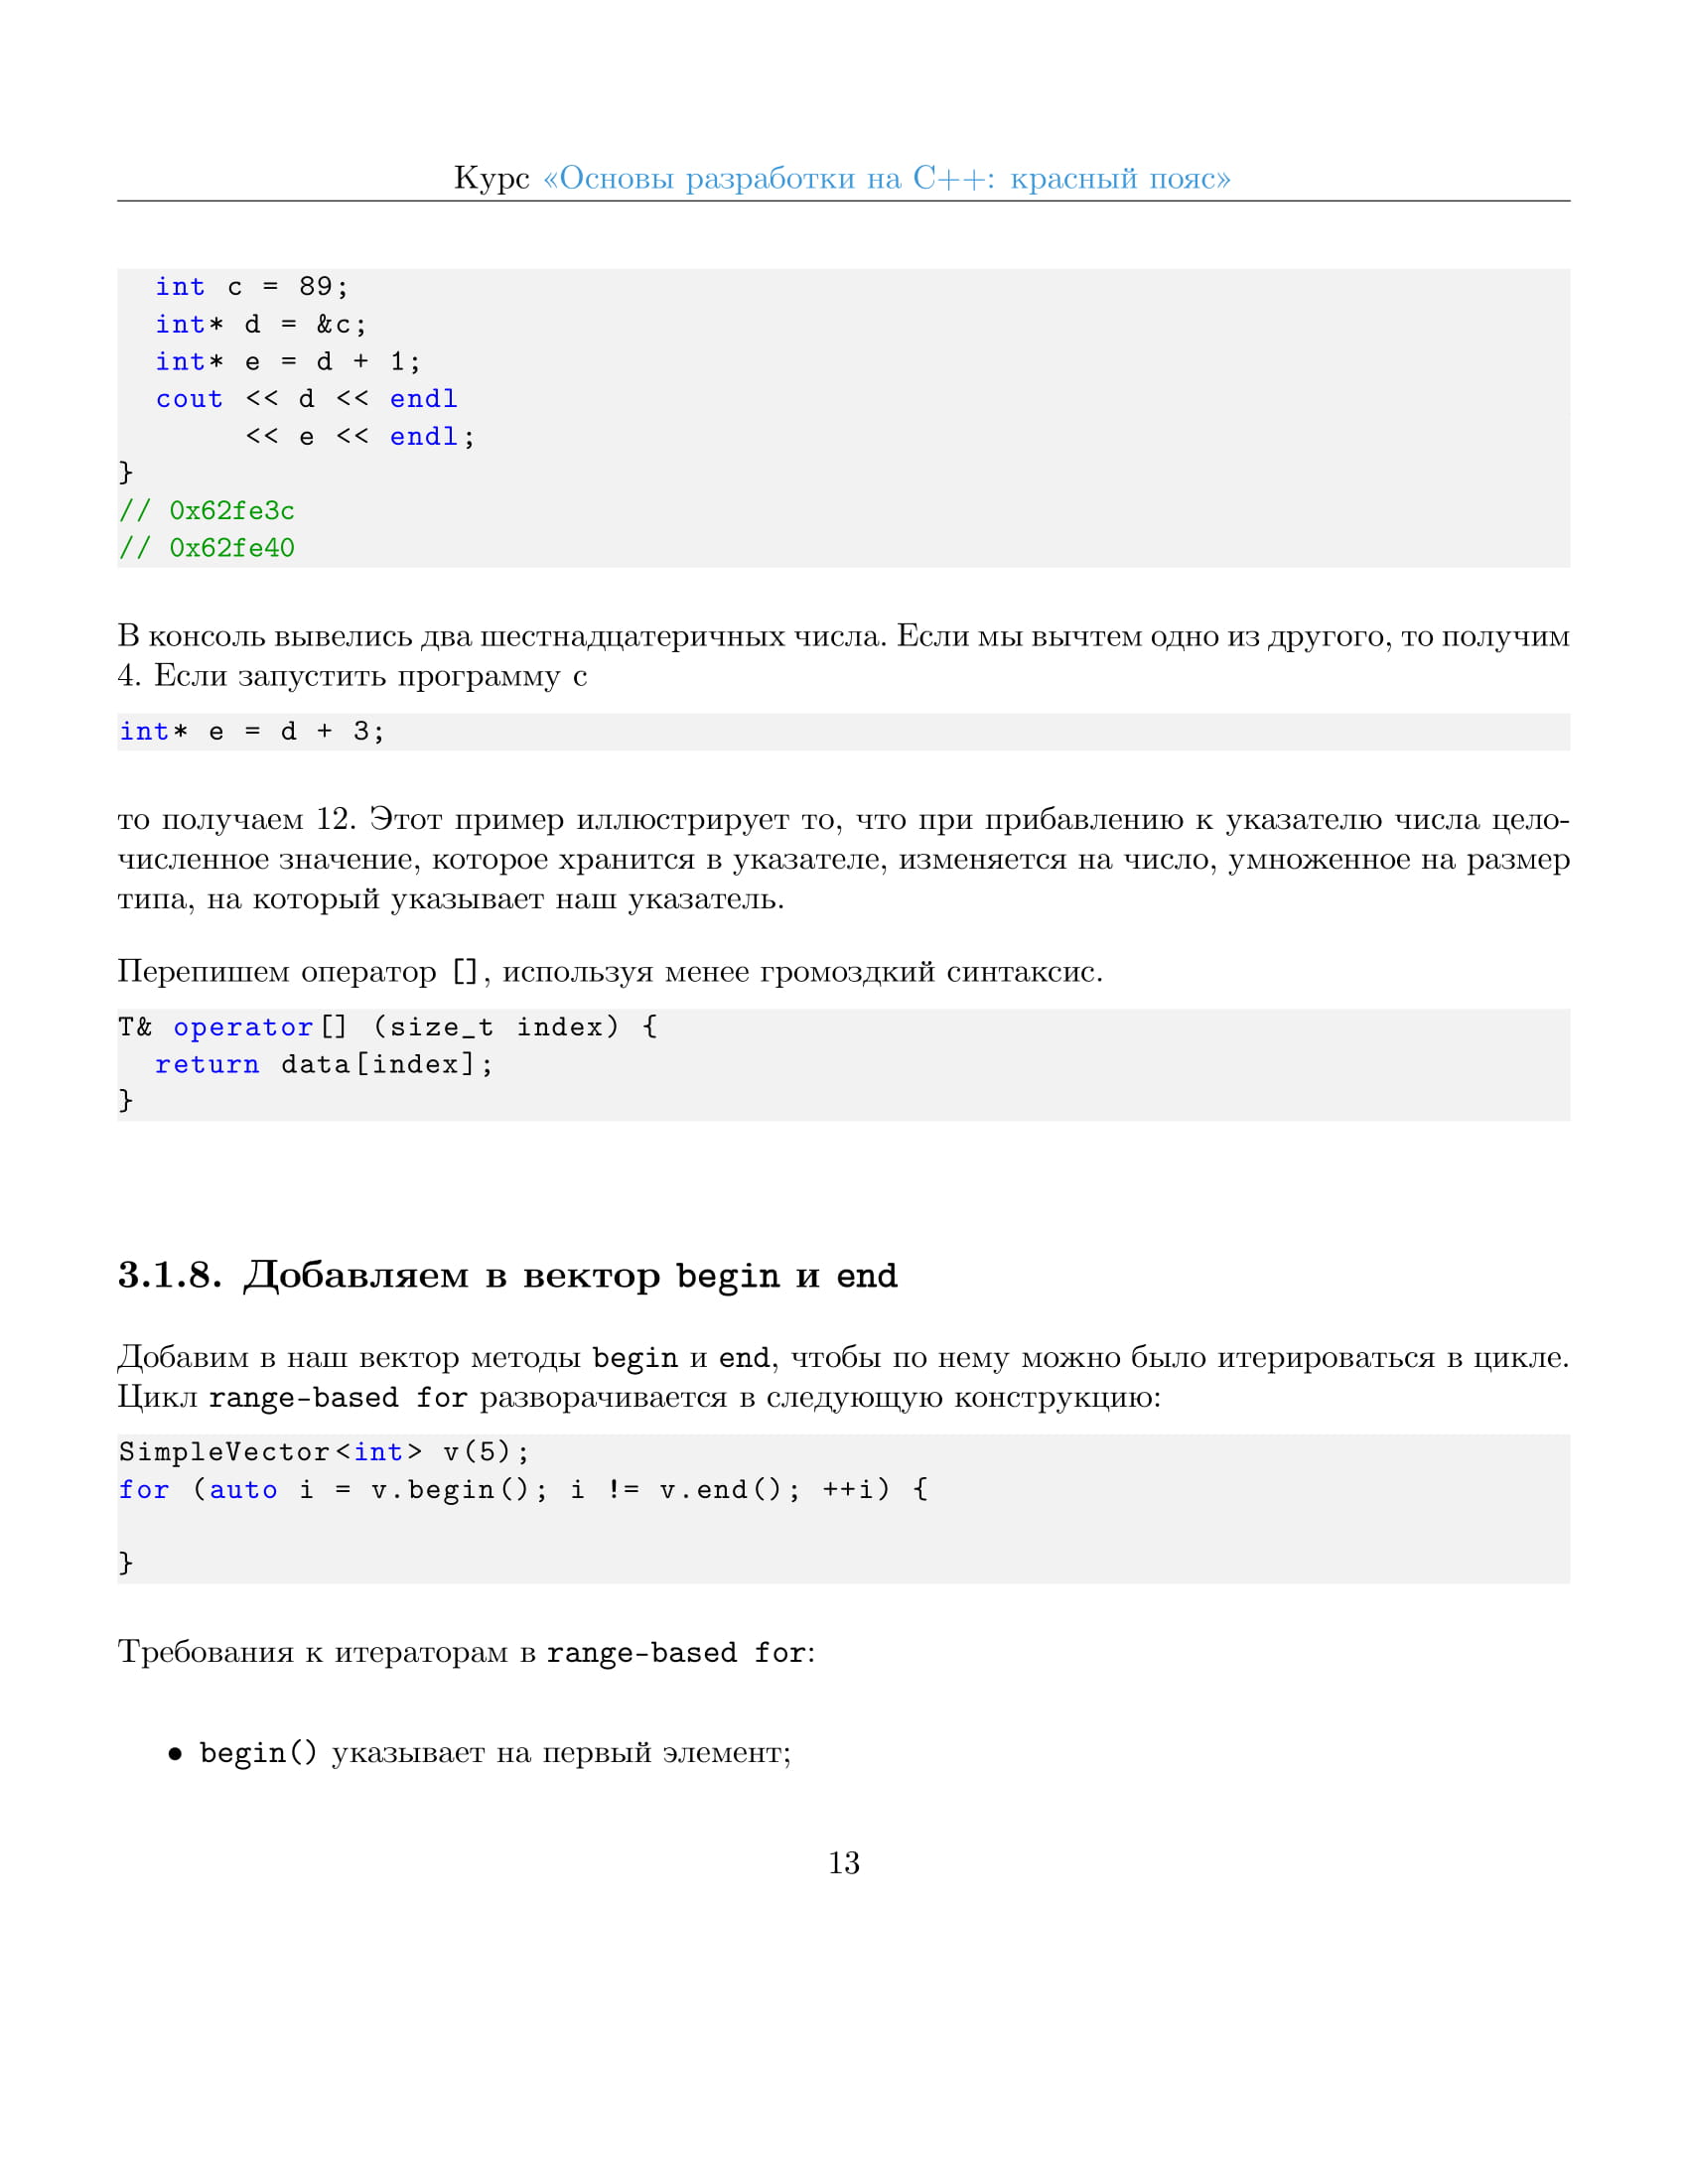 Курс «Основы разработки на C++: красный пояс»
int c = 89;
int* d = &c;
int* e = d + 1;
cout << d << endl
<< e << endl;
}
// 0x62fe3c
// 0x62fe40
В консоль вывелись два шестнадцатеричных числа. Если мы вычтем одно из другого, то получим
4. Если запустить программу с
int* e = d + 3;
то получаем 12. Этот пример иллюстрирует то, что при прибавлению к указателю числа цело-
численное значение, которое хранится в указателе, изменяется на число, умноженное на размер
типа, на который указывает наш указатель.
Перепишем оператор [], используя менее громоздкий синтаксис.
T& operator[] (size_t index) {
return data[index];
}
3.1.8. Добавляем в вектор begin и end
Добавим в наш вектор методы begin и end, чтобы по нему можно было итерироваться в цикле.
Цикл range-based for разворачивается в следующую конструкцию:
SimpleVector<int> v(5);
for (auto i = v.begin(); i != v.end(); ++i) {
}
Требования к итераторам в range-based for:
• begin() указывает на первый элемент;
13